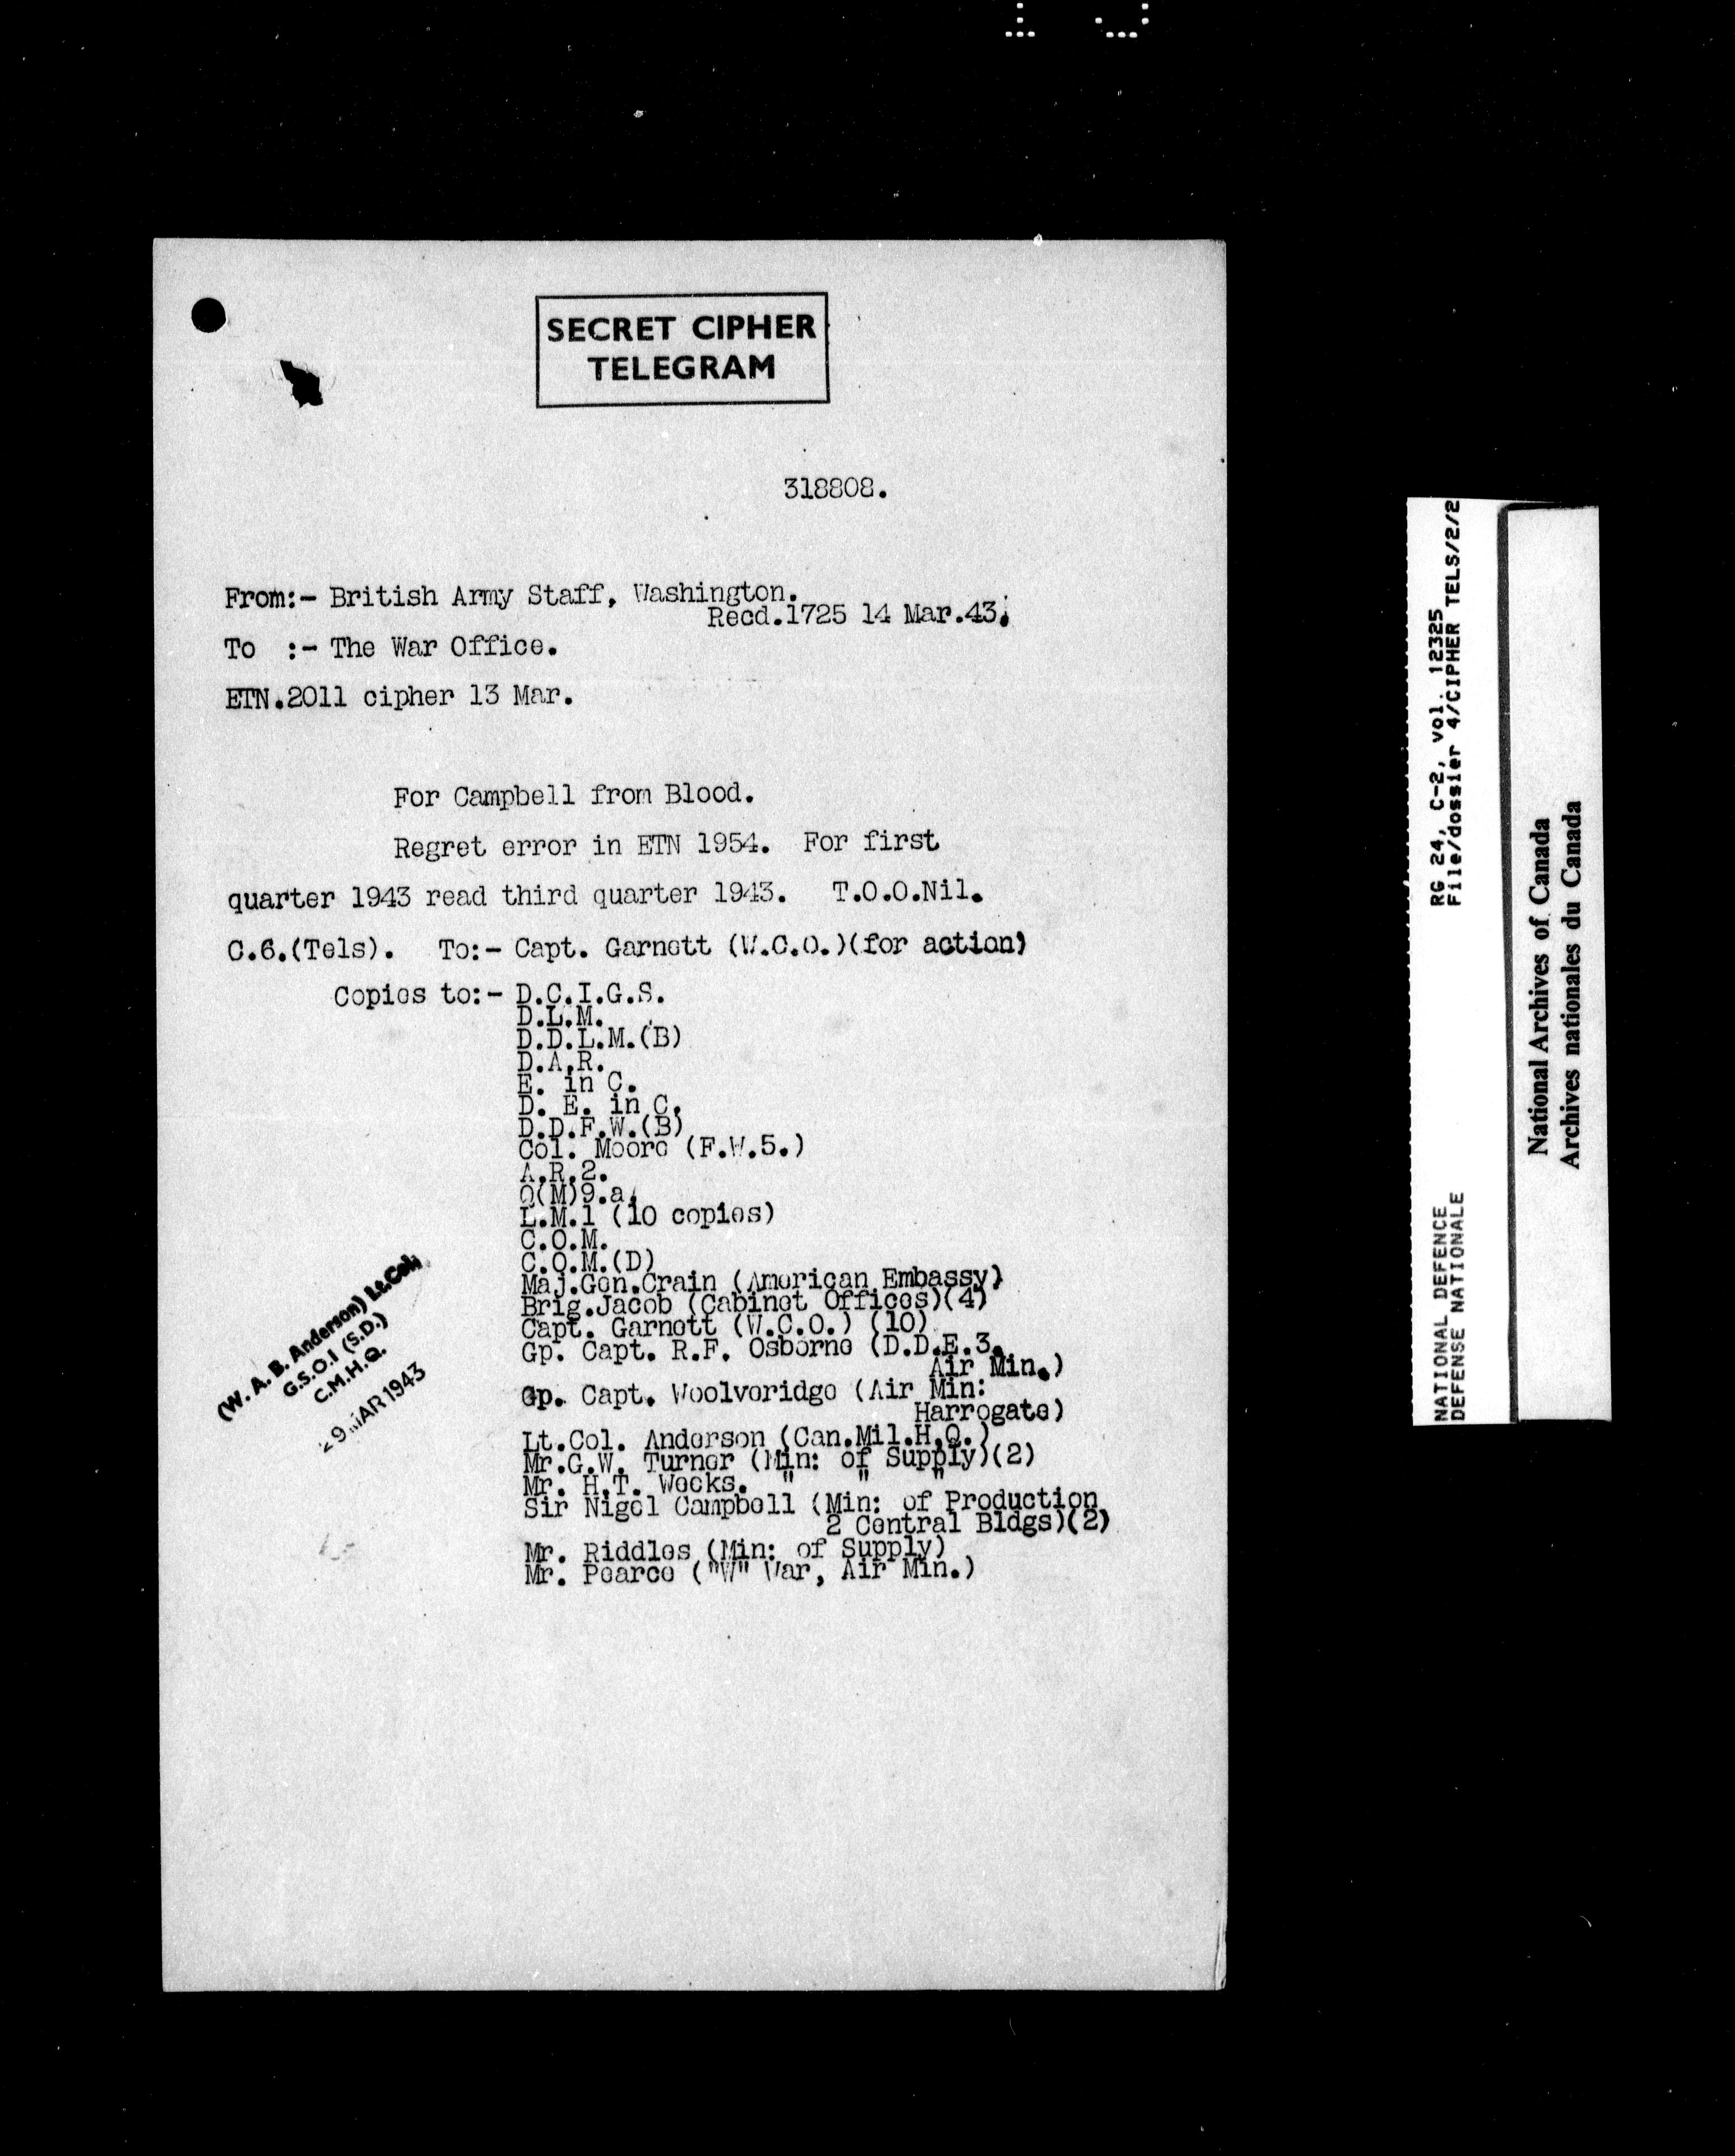 SECRET CIPHER
TELEGRAM
318808.
From:- British Army Staff, Washington.
Recd.1725 14 Mar.43.
To :- The War Office.
ETN.2011 cipher 13 Mar.
For Campbell from Blood.
Regret error in ETN 1954. For first
quarter 1943 read third quarter 1943. T.O.O.Nil.
C.6.(Tels). To:- Capt. Garnett (W.C.O.)(for action)
Copies to:- D.C.I.G.S.
D.L.M.
D.D.L.M.(B)
D.A.R.
E. in C.
D. E. in C.
D.D.F.W.(B)
Col. Moore (F.W.5.)
A.R.2.
Q(M)9.a.
L.M.1 (10 copies)
C.O.M.
C.O.M.(D)
Maj.Gen.Crain (American Embassy)
Brig.Jacob (Cabinet Offices)(4)
Capt. Garnett (W.C.O.) (10)
Gp. Capt. R.F. Osborne (D.D.E.3.
Air Min.)
Gp. Capt. Woolveridge (Air Min:
Harrogate)
Lt.Col. Anderson (Can.Mil.H.Q.)
Mr.G.W. Turner (Min: of Supply)(2)
Mr. H.T. Weeks. " " "
Sir Nigel Campbell (Min: of Production
2 Central Bldgs)(2)
Mr. Riddles (Min: of Supply)
Mr. Pearce ("W" War, Air Min.)
(W. A. B. Anderson) Lt.Col.
G.S.O.1 (S.D.)
C.M.H.Q.
29 MAR 1943
NATIONAL DEFENCE RG 24, C-2, vol. 12325
DEFENSE NATIONALE File/dossier 4/CIPHER TELS/2/2
National Archives of Canada
Archives nationales du Canada